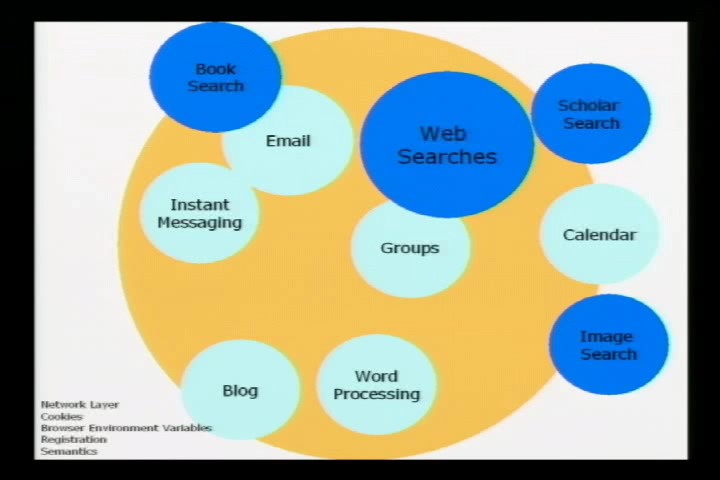 Book
Search
Email
Web
Searches
Scholar
Search
Instant
Messaging
Groups
Calendar
Image
Search
Blog
Word
Processing
Network Layer
Cookies
Browser Environment Variables
Registration
Semantics